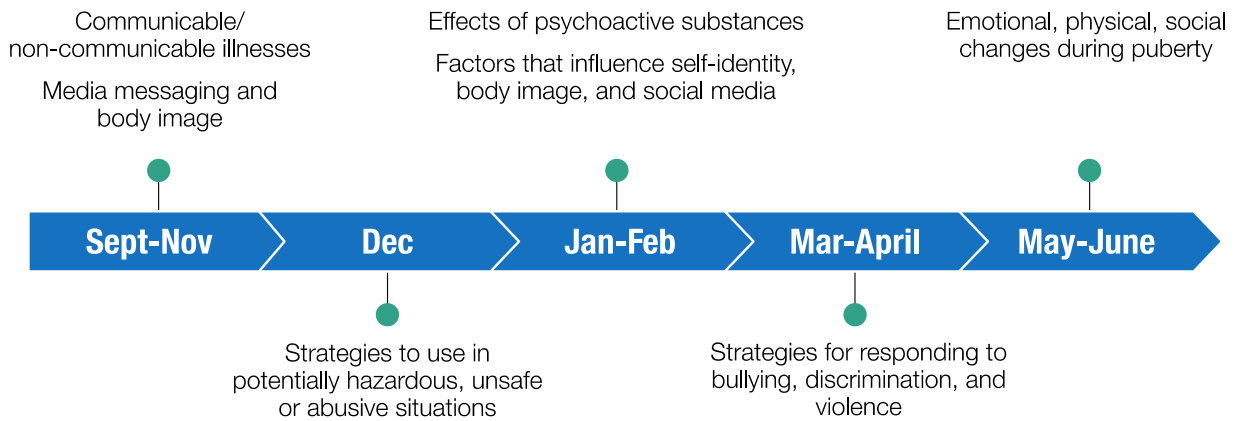 Communicable/
non-communicable illnesses
Media messaging and
body image
Effects of psychoactive substances
Factors that influence self-identity,
body image, and social media
Emotional, physical, social
changes during puberty
Sept-Nov
Dec
Jan-Feb
Mar-April
May-June
Strategies to use in
potentially hazardous, unsafe
or abusive situations
Strategies for responding to
bullying, discrimination, and
violence